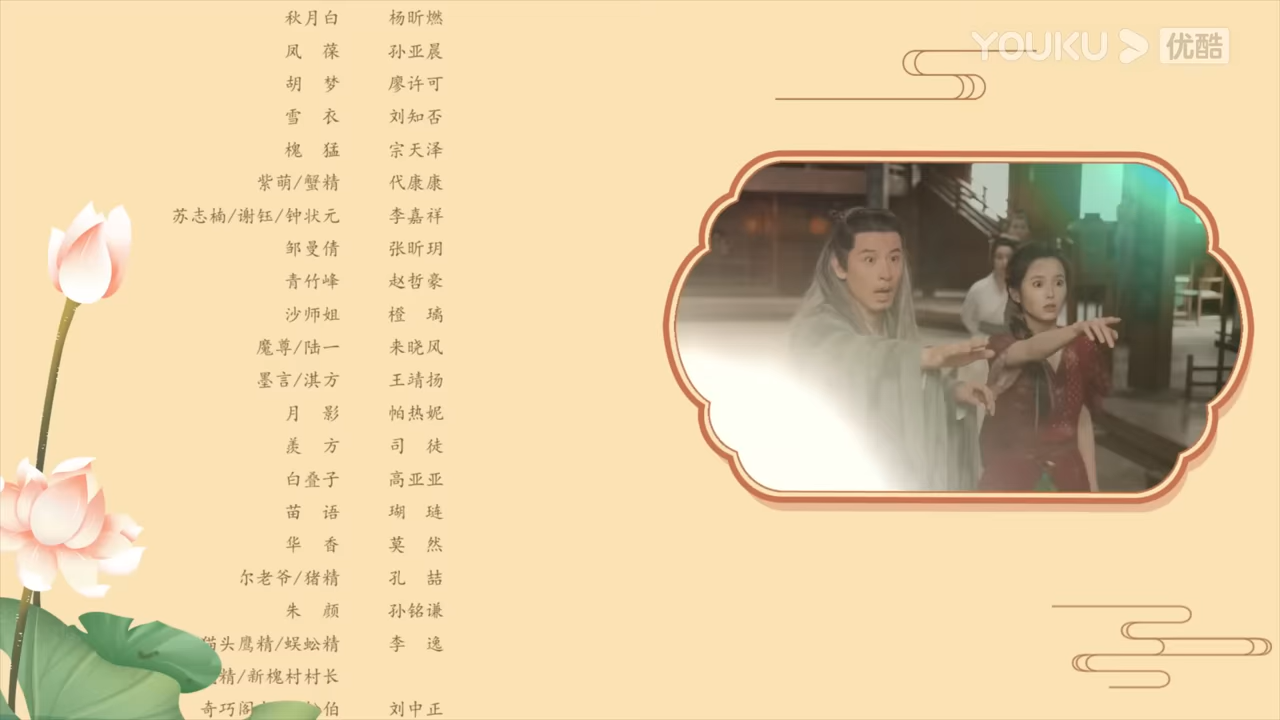 YOUKU 优酷
秋月白 杨昕燃
凤葆 孙亚晨
胡梦 廖许可
雪衣 刘知否
槐猛 宗天泽
紫萌/蟹精 代康康
苏志楠/谢钰/钟状元 李嘉祥
邹曼倩 张昕玥
青竹峰 赵哲豪
沙师姐 橙璃
魔尊/陆一 来晓风
墨言/淇方 王靖扬
月影 帕热妮
羡方 司徒
白叠子 高亚亚
苗语 瑚琏
华香 莫然
尔老爷/猪精 孔喆
朱颜 孙铭谦
猫头鹰精/蜈蚣精 李逸
精/新槐村村长
奇巧阁 伯 刘中正